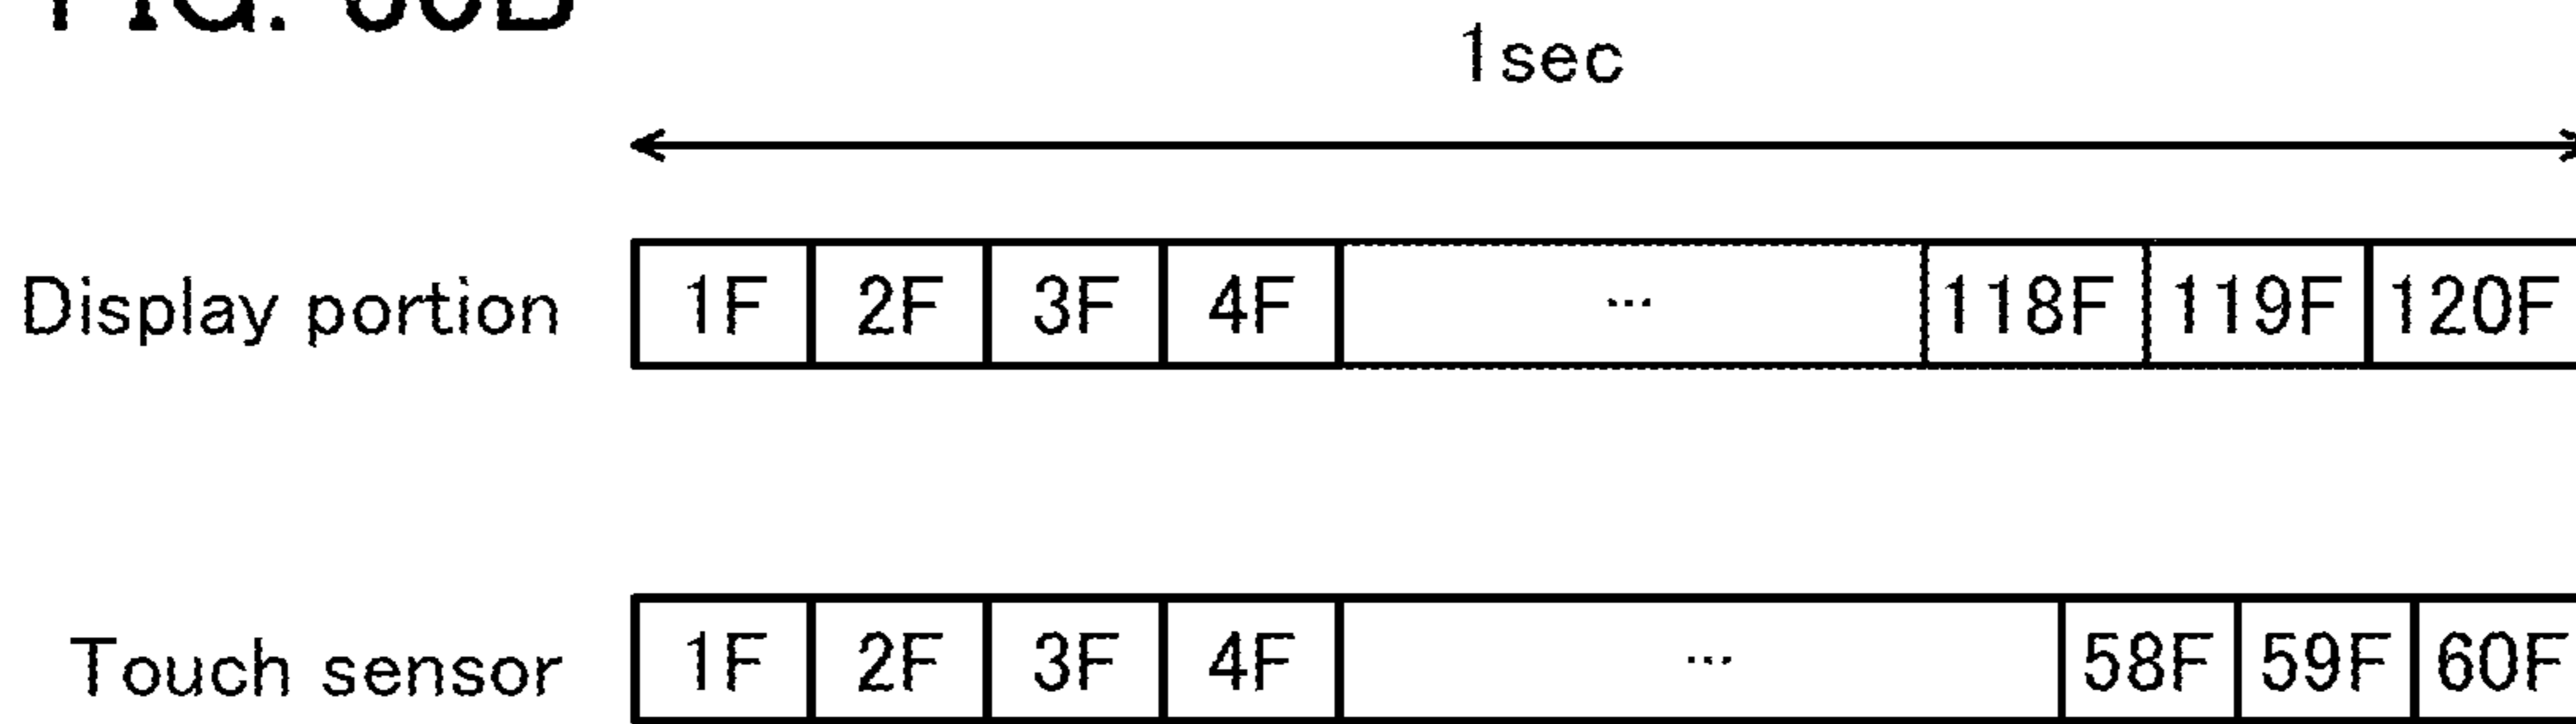 1sec
Display portion 1F 2F 3F 4F ... 118F 119F 120F
Touch sensor 1F 2F 3F 4F ... 58F 59F 60F